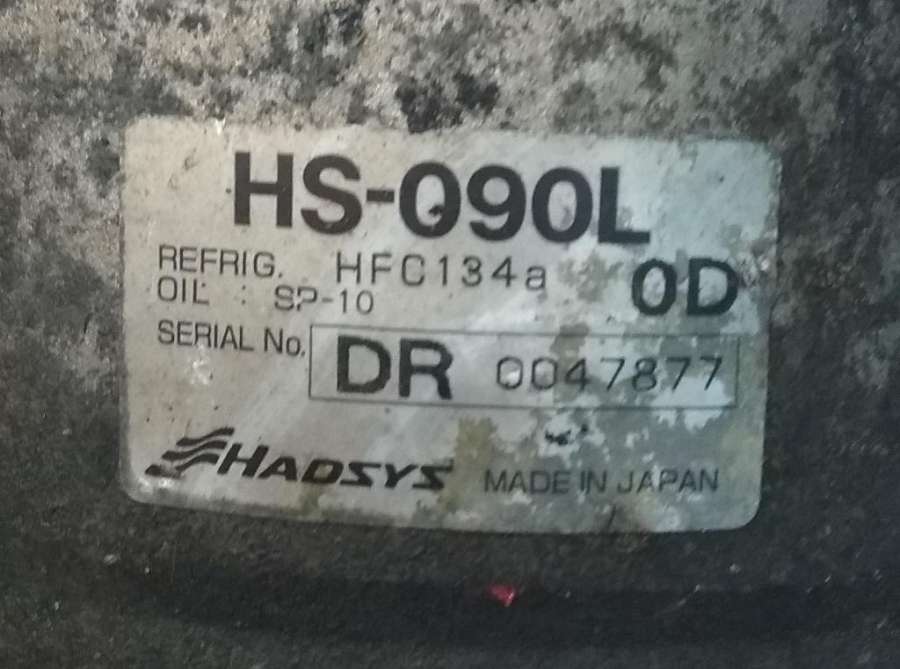 HS-090L
REFRIG. HFC134a 0D
OIL : SP-10
SERIAL No. DR 0047877
HADSYS MADE IN JAPAN